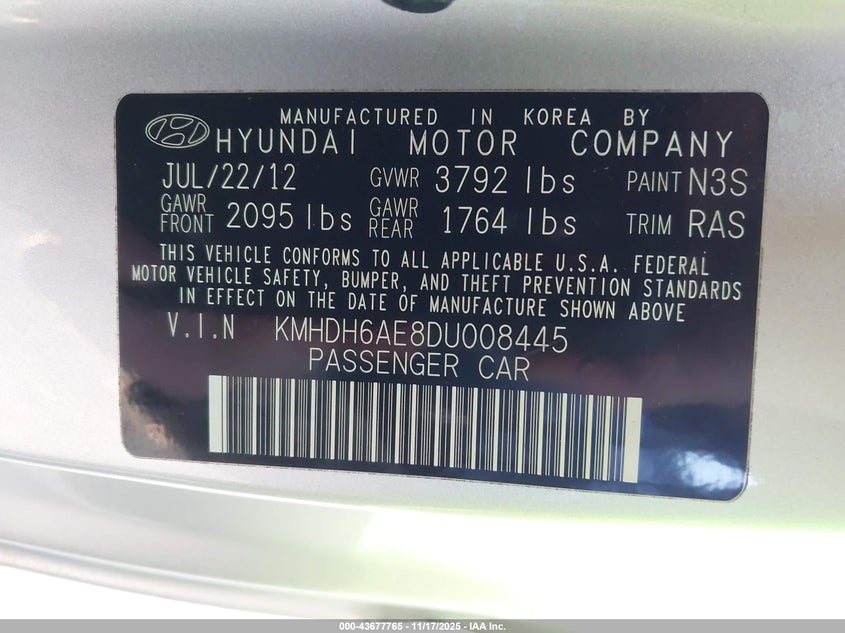 MANUFACTURED IN KOREA BY
HYUNDAI MOTOR COMPANY
JUL/22/12 GVWR 3792 lbs PAINT N3S
GAWR FRONT 2095 lbs GAWR REAR 1764 lbs TRIM RAS
THIS VEHICLE CONFORMS TO ALL APPLICABLE U.S.A. FEDERAL
MOTOR VEHICLE SAFETY, BUMPER, AND THEFT PREVENTION STANDARDS
IN EFFECT ON THE DATE OF MANUFACTURE SHOWN ABOVE
V.I.N KMHDH6AE8DU008445
PASSENGER CAR
000-43677765 - 11/17/2025 - IAA Inc.